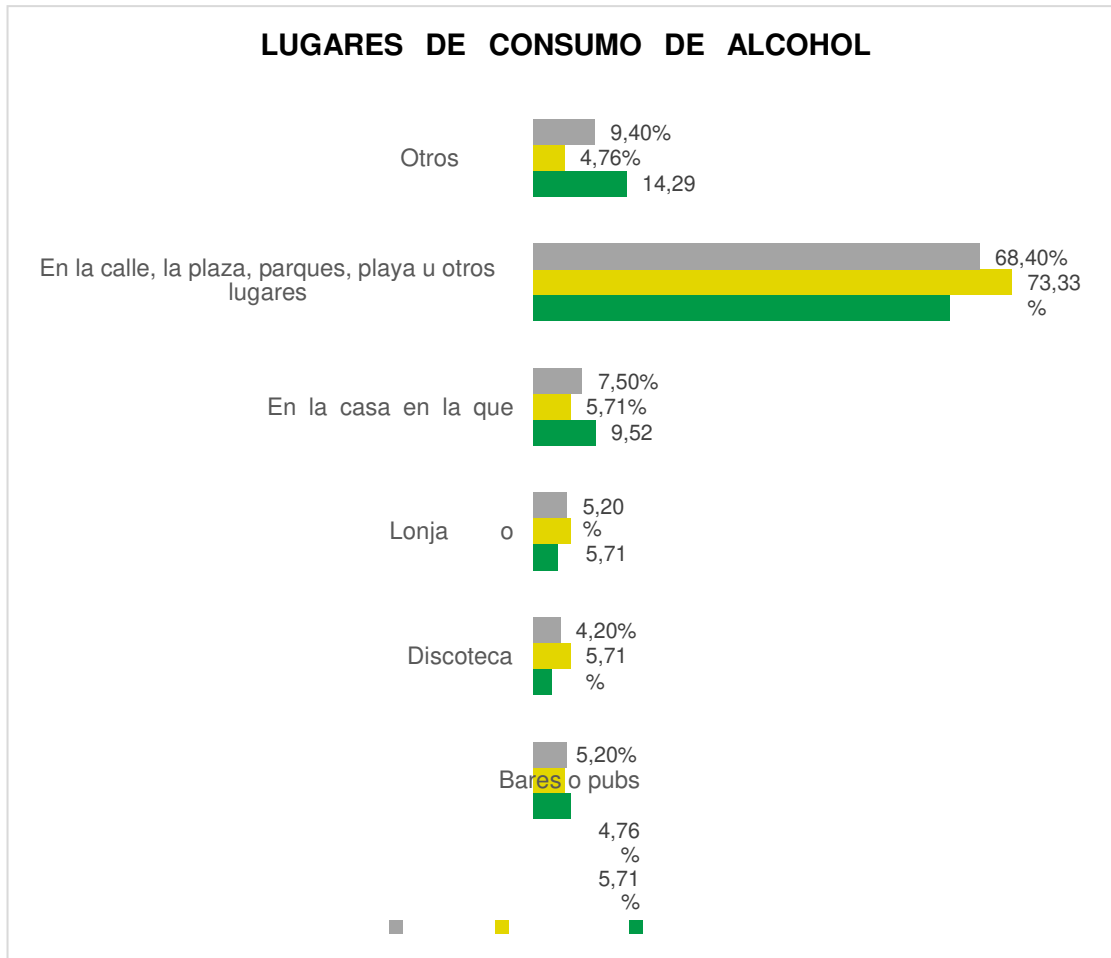 LUGARES DE CONSUMO DE ALCOHOL
9,40%
Otros
4,76%
14,29
En la calle, la plaza, parques, playa u otros
lugares
68,40%
73,33
%
7,50%
En la casa en la que
5,71%
9,52
5,20
Lonja o
%
5,71
4,20%
Discoteca
5,71
%
5,20%
Bares o pubs
4,76
%
5,71
%